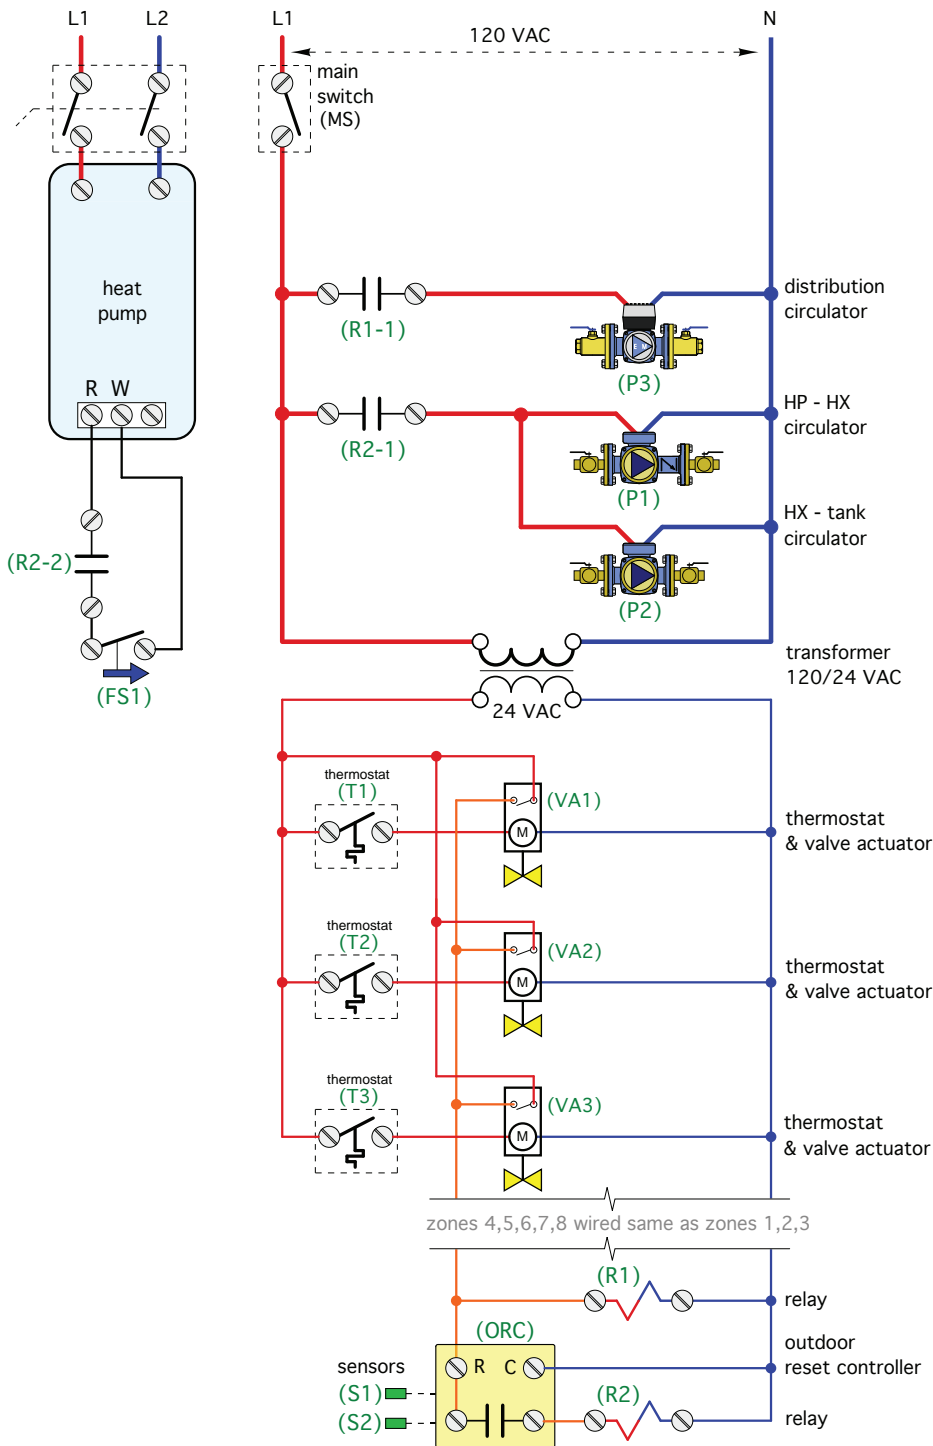 L1
L2
L1
N
120 VAC
main
switch
(MS)
heat
pump
R W
distribution
circulator
(R1-1)
(P3)
HP - HX
circulator
(R2-1)
(P1)
HX - tank
circulator
(R2-2)
(P2)
(FS1)
transformer
120/24 VAC
24 VAC
thermostat
(T1)
(VA1)
M
thermostat
& valve actuator
thermostat
(T2)
(VA2)
M
thermostat
& valve actuator
thermostat
(T3)
(VA3)
M
thermostat
& valve actuator
zones 4,5,6,7,8 wired same as zones 1,2,3
(R1)
relay
(ORC)
outdoor
reset controller
R C
sensors
(S1)
(S2)
(R2)
relay